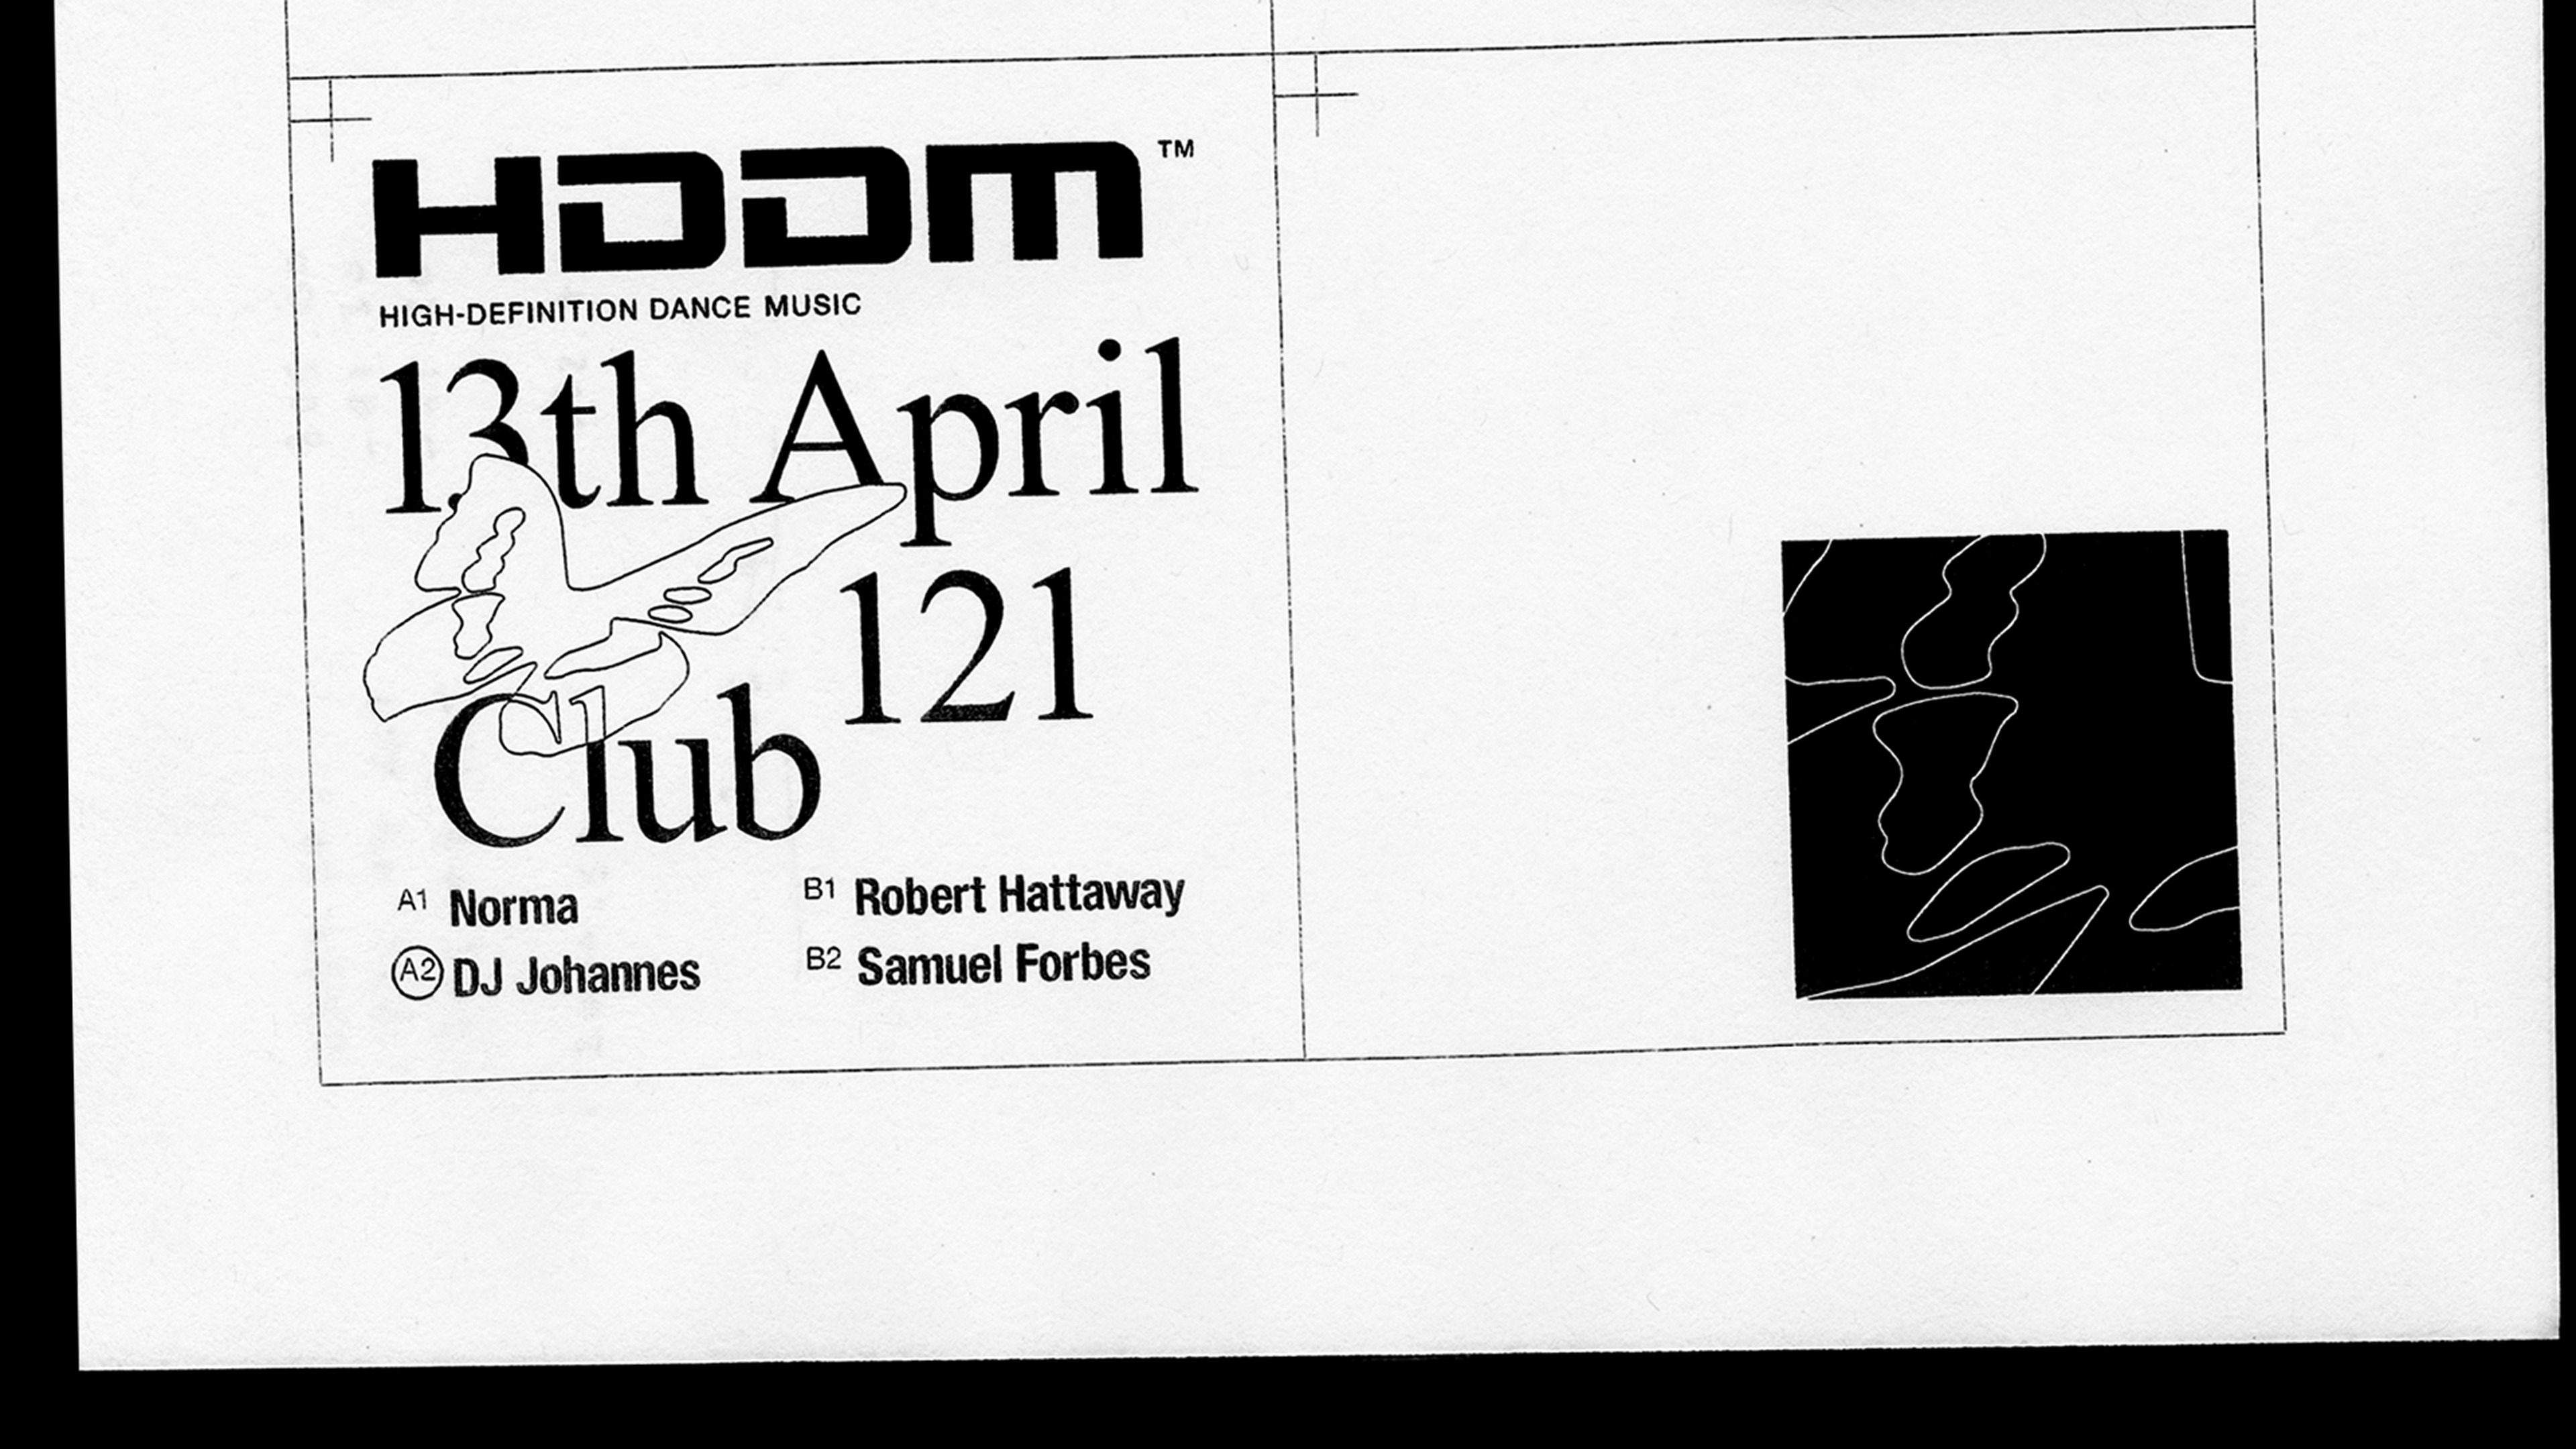 HDDM™
HIGH-DEFINITION DANCE MUSIC
13th April
121
Club
A1 Norma
B1 Robert Hattaway
A2 DJ Johannes
B2 Samuel Forbes